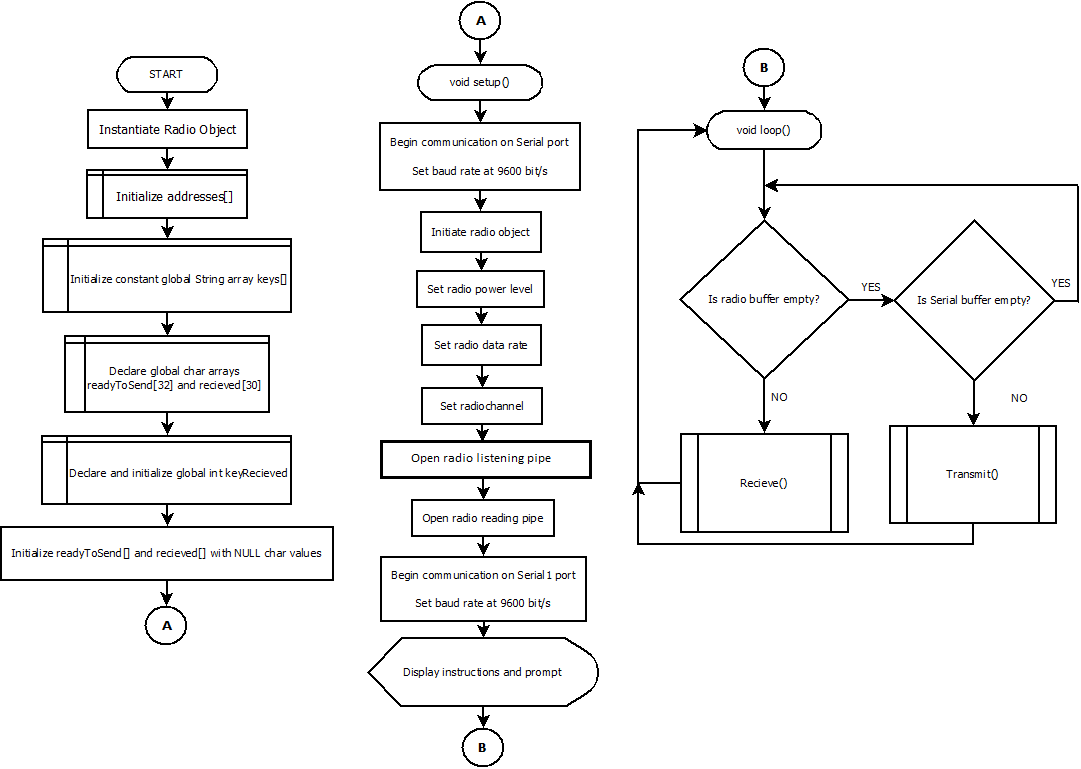 START
Instantiate Radio Object
Initialize addresses[]
Initialize constant global String array keys[]
Declare global char arrays
readyToSend[32] and recieved[30]
Declare and initialize global int keyRecieved
Initialize readyToSend[] and recieved[] with NULL char values
A
A
void setup()
Begin communication on Serial port
Set baud rate at 9600 bit/s
Initiate radio object
Set radio power level
Set radio data rate
Set radiochannel
Open radio listening pipe
Open radio reading pipe
Begin communication on Serial1 port
Set baud rate at 9600 bit/s
Display instructions and prompt
B
B
void loop()
Is radio buffer empty?
YES
Is Serial buffer empty?
YES
NO
NO
Recieve()
Transmit()